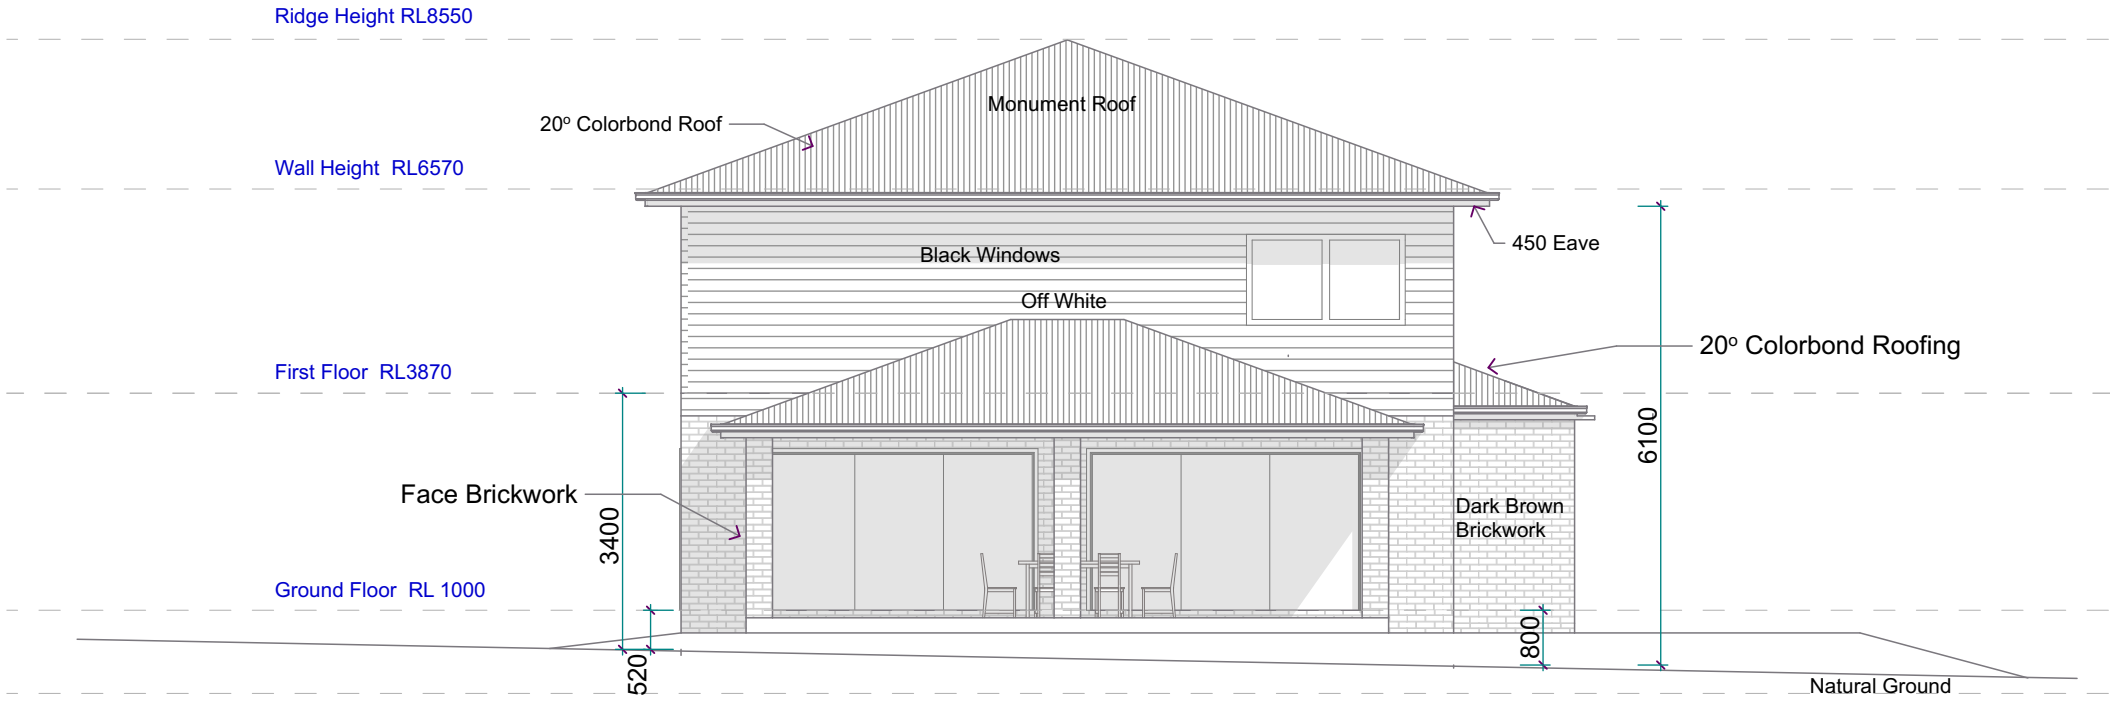 Ridge Height RL8550
Monument Roof
20º Colorbond Roof
Wall Height  RL6570
450 Eave
Black Windows
Off White
20º Colorbond Roofing
First Floor  RL3870
6100
Face Brickwork
Dark Brown
Brickwork
3400
Ground Floor  RL 1000
800
520
Natural Ground